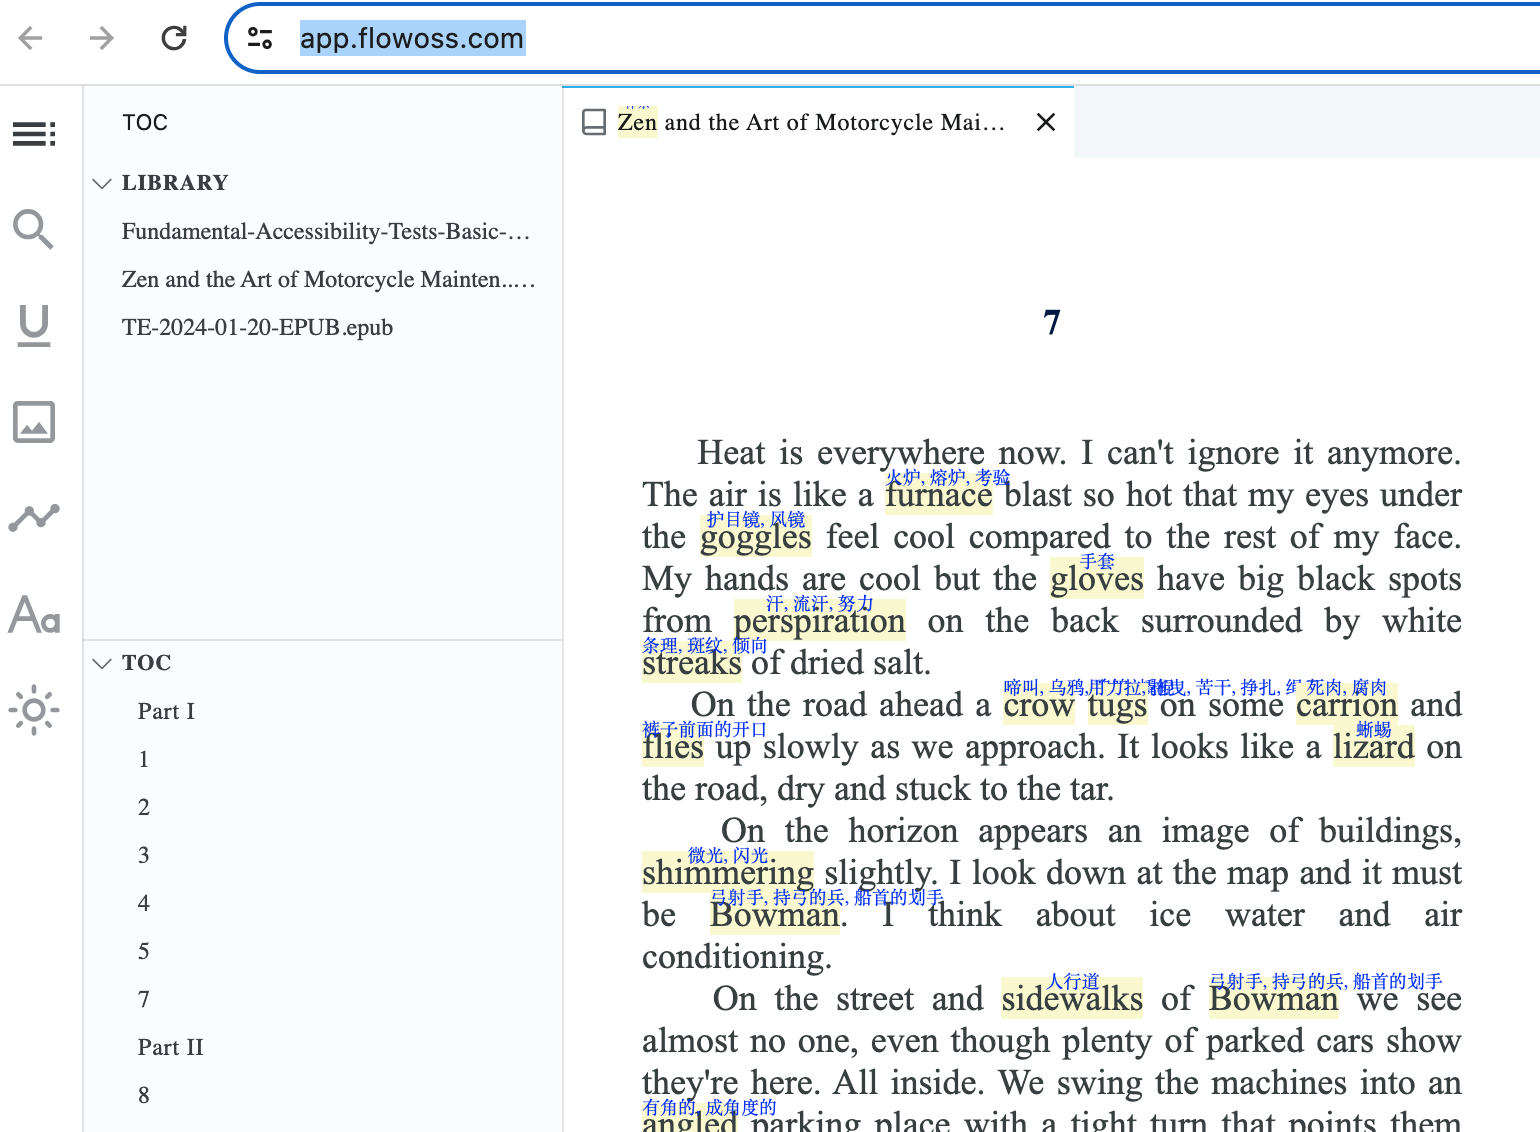 app.flowoss.com
TOC
LIBRARY
Fundamental-Accessibility-Tests-Basic-…
Zen and the Art of Motorcycle Mainten...…
TE-2024-01-20-EPUB.epub
TOC
Part I
1
2
3
4
5
7
Part II
8
Zen and the Art of Motorcycle Mai…
7
Heat is everywhere now. I can't ignore it anymore.
火炉, 熔炉, 考验
The air is like a furnace blast so hot that my eyes under
护目镜, 风镜
the goggles feel cool compared to the rest of my face.
手套
My hands are cool but the gloves have big black spots
汗, 流汗, 努力
from perspiration on the back surrounded by white
条理, 斑纹, 倾向
streaks of dried salt.
啼叫, 乌鸦, 用力拉, 苦干, 挣扎, 死肉, 腐肉
On the road ahead a crow tugs on some carrion and
裤子前面的开口 蜥蜴
flies up slowly as we approach. It looks like a lizard on
the road, dry and stuck to the tar.
On the horizon appears an image of buildings,
微光, 闪光
shimmering slightly. I look down at the map and it must
弓射手, 持弓的兵, 船首的划手
be Bowman. I think about ice water and air
conditioning.
人行道 弓射手, 持弓的兵, 船首的划手
On the street and sidewalks of Bowman we see
almost no one, even though plenty of parked cars show
they're here. All inside. We swing the machines into an
有角的, 成角度的
angled parking place with a tight turn that points them